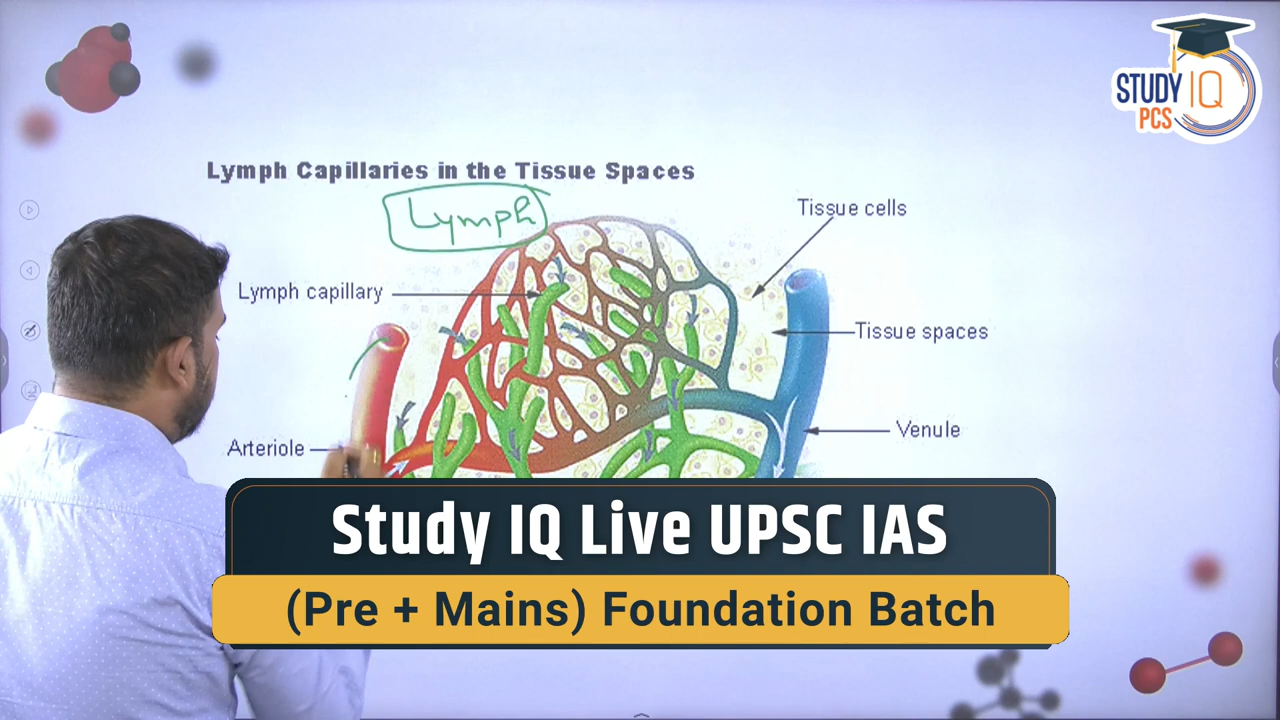 STUDY IQ
PCS
Lymph Capillaries in the Tissue Spaces
Lymph
Tissue cells
Lymph capillary
Tissue spaces
Arteriole
Venule
Study IQ Live UPSC IAS
(Pre + Mains) Foundation Batch